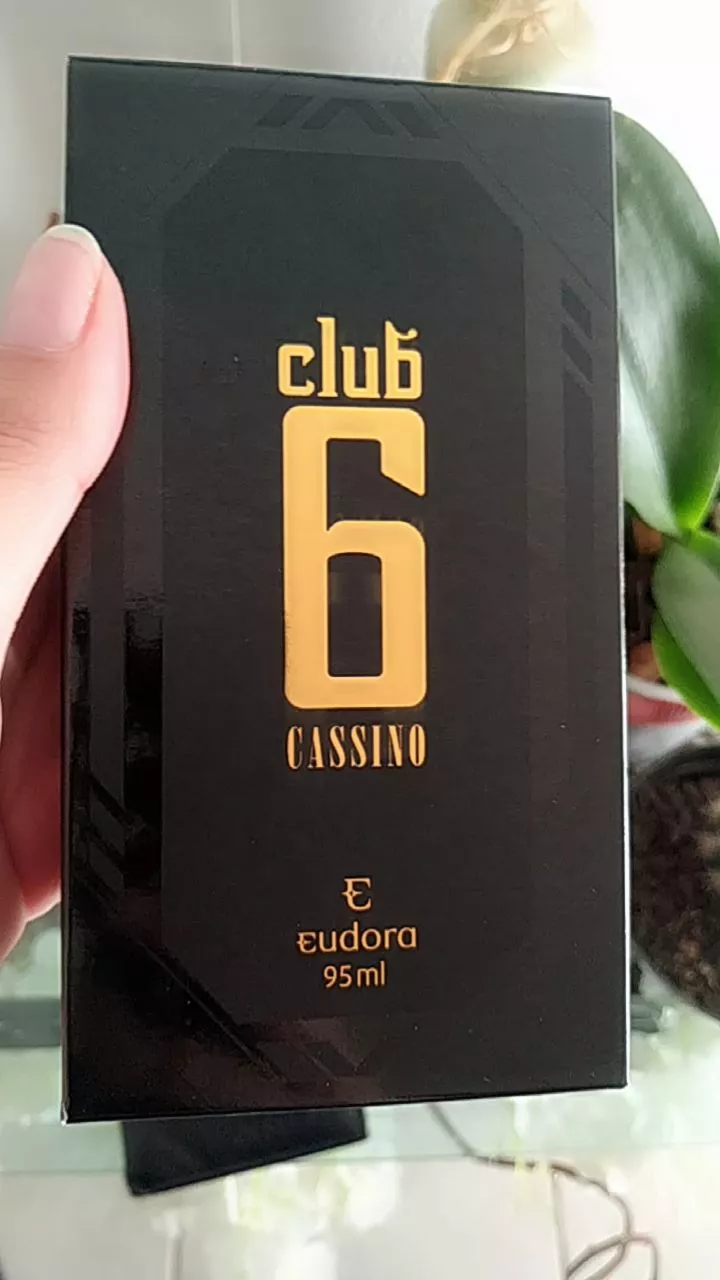 club
6
CASSINO
E
eudora
95ml